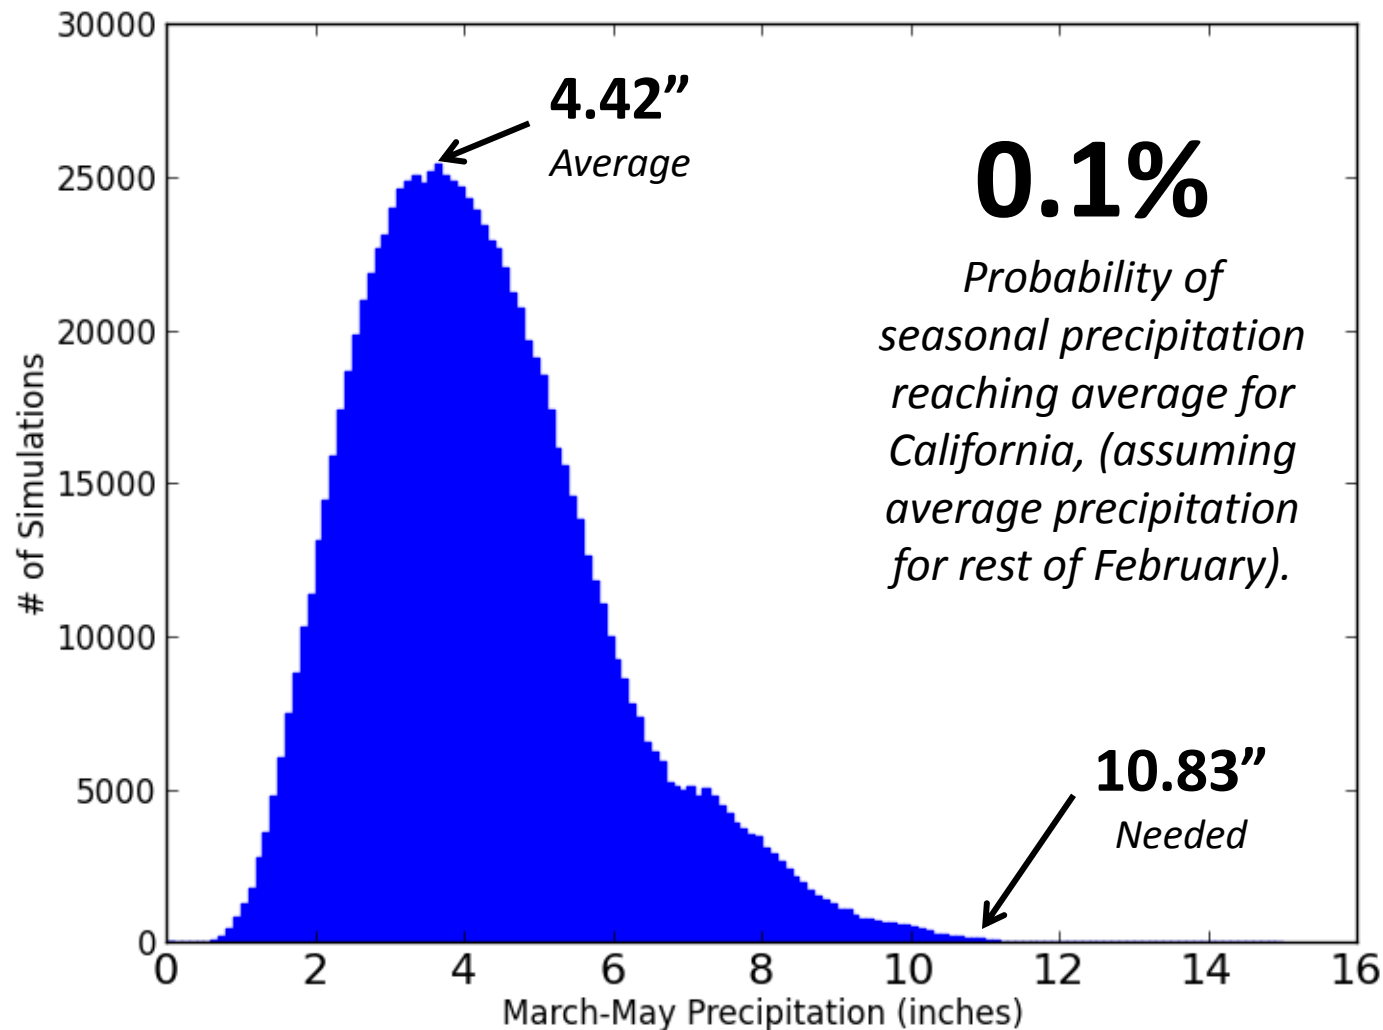 30000
25000
20000
15000
10000
5000
0
# of Simulations
4.42”
Average
0.1%
Probability of
seasonal precipitation
reaching average for
California, (assuming
average precipitation
for rest of February).
10.83”
Needed
0 2 4 6 8 10 12 14 16
March-May Precipitation (inches)